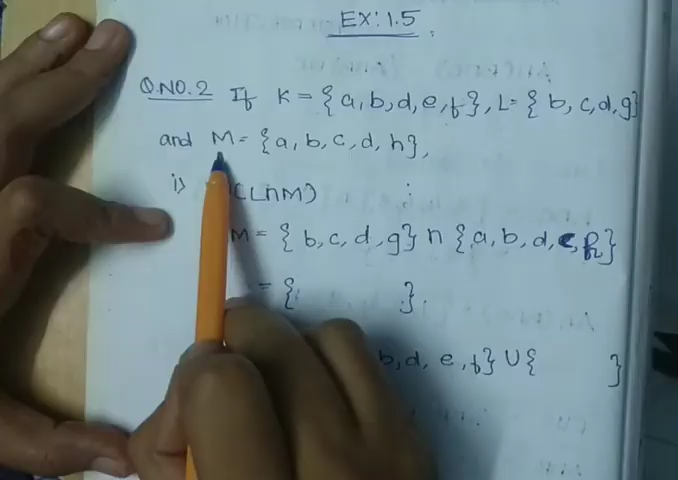 EX: 1.5
Q.NO.2 If K = {a, b, d, e, f}, L = {b, c, d, g}
and M = {a, b, c, d, h},
i) (L∩M)
M = {b, c, d, g} ∩ {a, b, d, c, h}
= { }.
b, d, e, f} ∪ { }